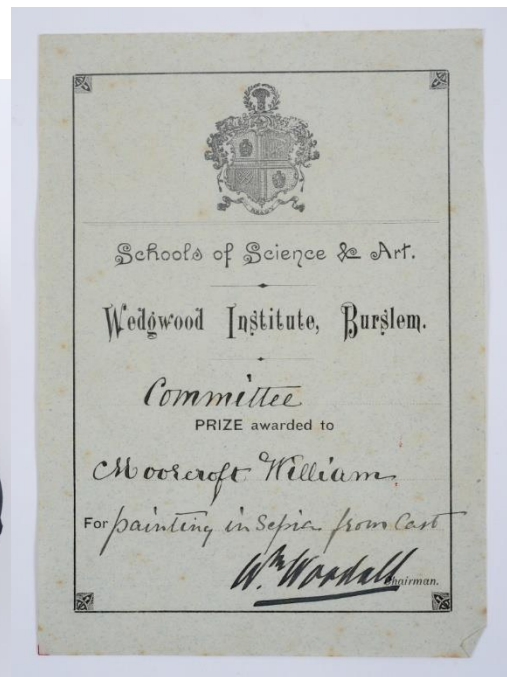 READY
Schools of Science & Art.
Wedgwood Institute, Burslem.
Committee
PRIZE awarded to
Moorcroft William
For painting in Sepia from Cast
Wm Woodall
Chairman.